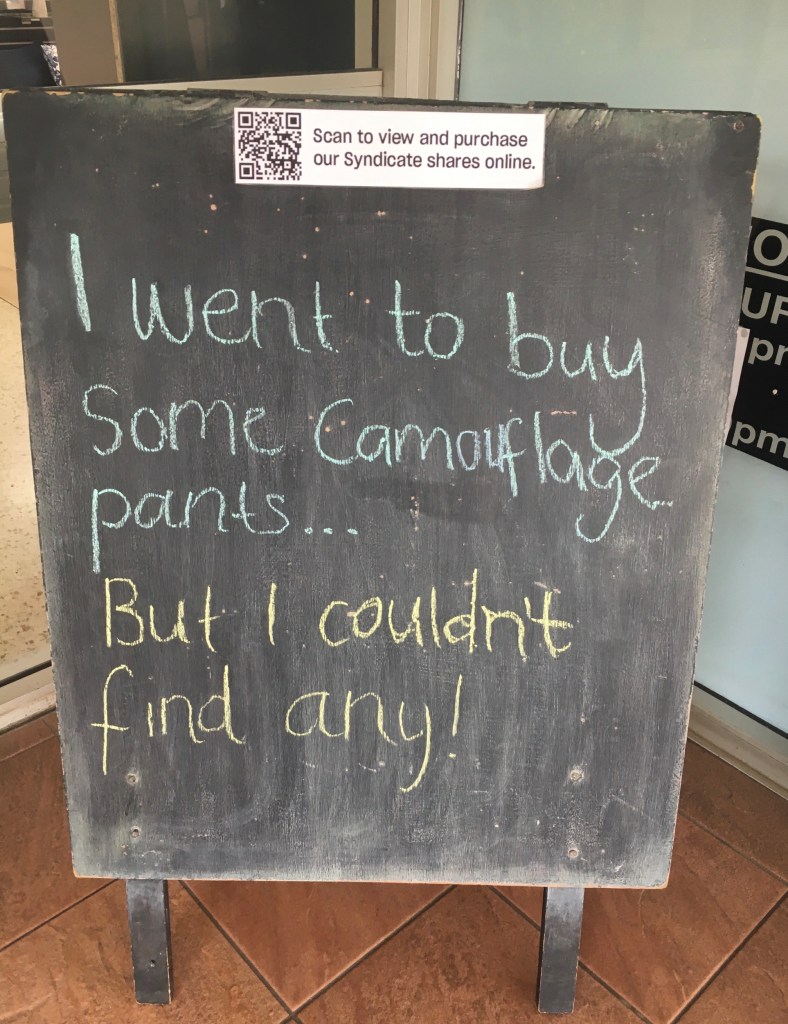 Scan to view and purchase
our Syndicate shares online.
I went to buy
some camouflage
pants...
But I couldn't
find any!
pm